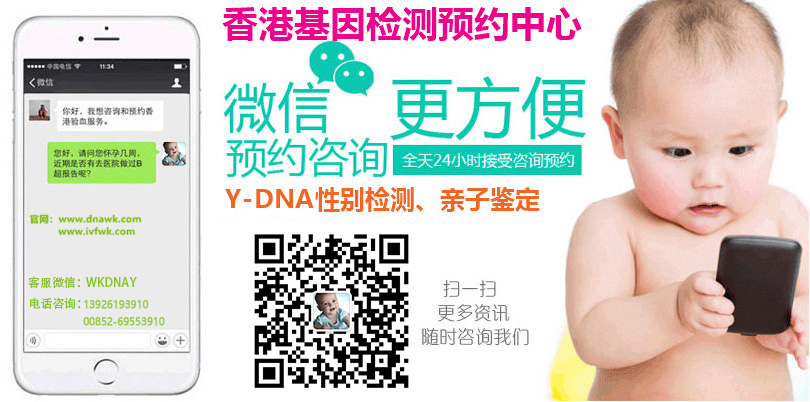 香港基因检测预约中心
微信
预约咨询
更方便
全天24小时接受咨询预约
Y-DNA性别检测、亲子鉴定
扫一扫
更多资讯
随时咨询我们
中国电信
11:34
微信
你好，我想咨询和预约香
港验血服务。
您好，请问您怀孕几周，
近期是否有去医院做过B
超报告呢?
官网：www.dnawk.com
www.ivfwk.com
客服微信：WKDNAY
电话咨询：13926193910
00852-69553910